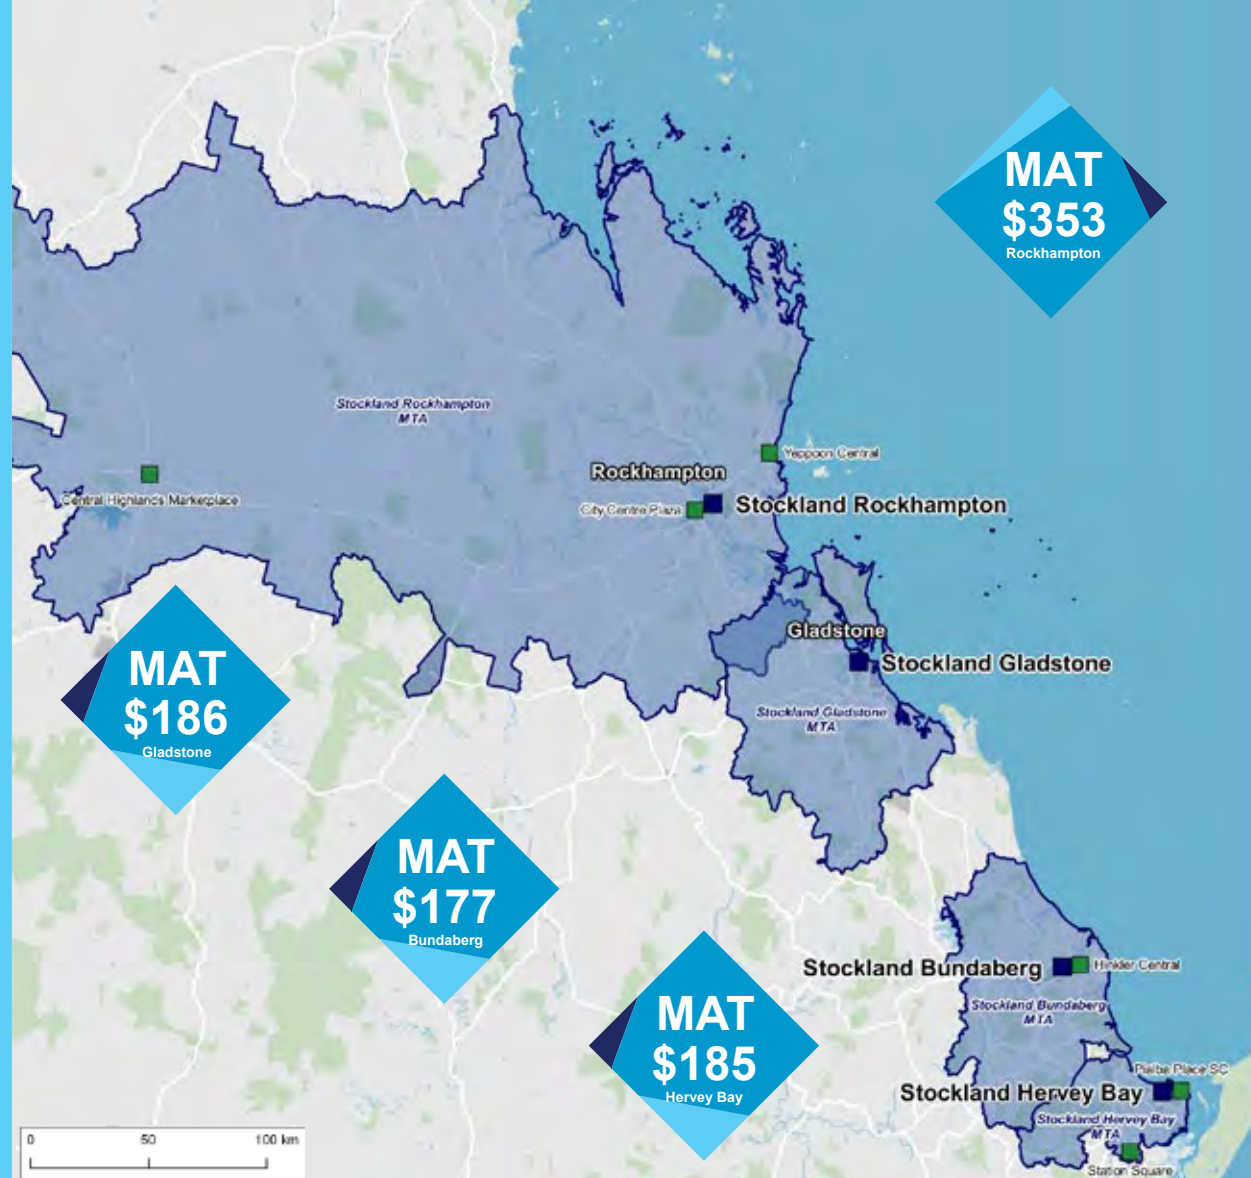 MAT
$353
Rockhampton
Stockland Rockhampton
MTA
Yeppoon Central
Rockhampton
Central Highlands Marketplace
City Centre Plaza
Stockland Rockhampton
Gladstone
Stockland Gladstone
MAT
$186
Gladstone
Stockland Gladstone
MTA
MAT
$177
Bundaberg
Stockland Bundaberg
Hinkler Central
Stockland Bundaberg
MTA
MAT
$185
Hervey Bay
Pialba Place SC
Stockland Hervey Bay
Stockland Hervey Bay
MTA
Station Square
0 50 100 km